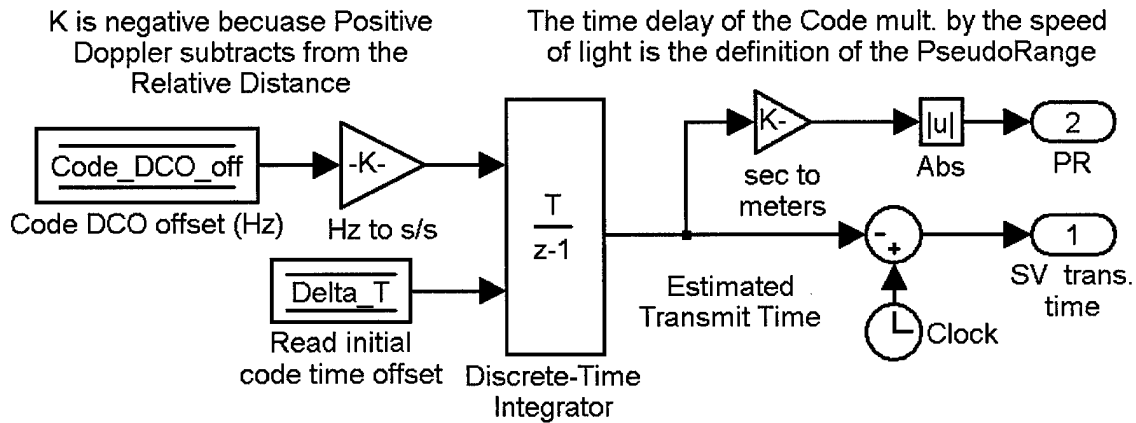 K is negative becuase Positive
Doppler subtracts from the
Relative Distance
The time delay of the Code mult. by the speed
of light is the definition of the PseudoRange
Code_DCO_off
Code DCO offset (Hz)
-K-
Hz to s/s
Delta_T
Read initial
code time offset
T
z-1
Discrete-Time
Integrator
K-
sec to
meters
|u|
Abs
2
PR
Estimated
Transmit Time
-
+
Clock
1
SV trans.
time